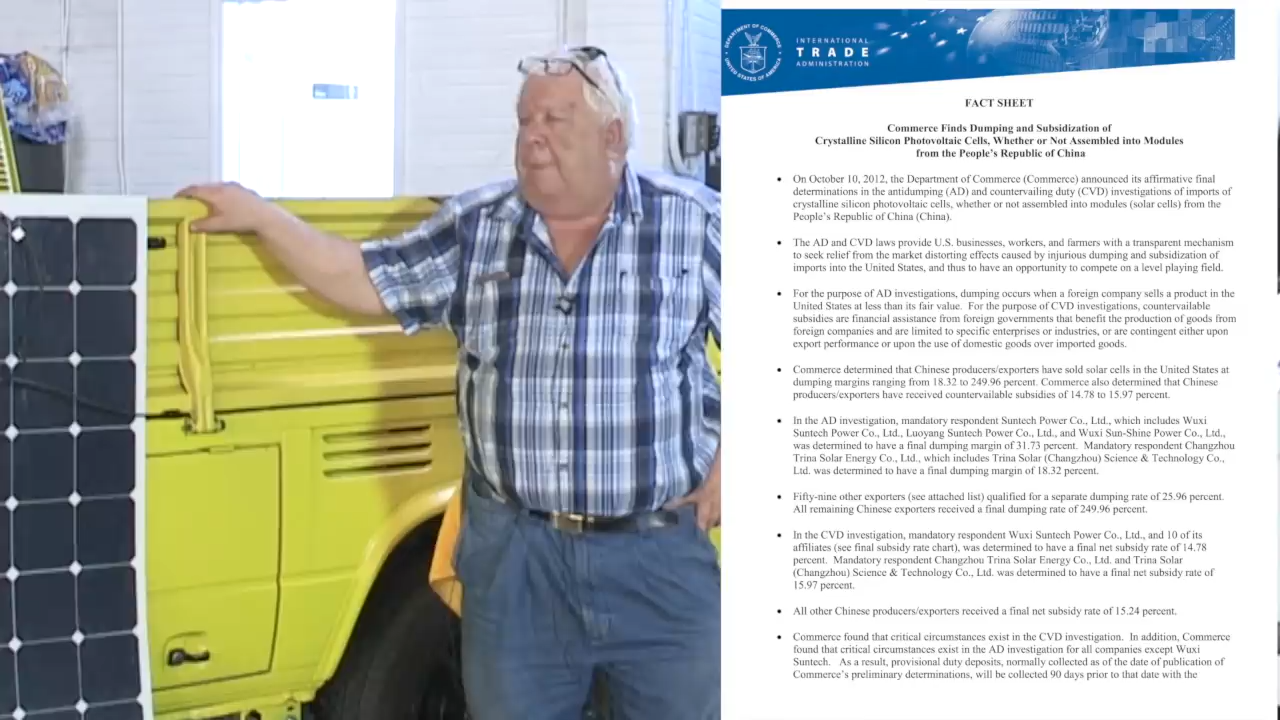 DEPARTMENT OF COMMERCE
UNITED STATES OF AMERICA
INTERNATIONAL
TRADE
ADMINISTRATION
FACT SHEET
Commerce Finds Dumping and Subsidization of
Crystalline Silicon Photovoltaic Cells, Whether or Not Assembled into Modules
from the People's Republic of China
• On October 10, 2012, the Department of Commerce (Commerce) announced its affirmative final
determinations in the antidumping (AD) and countervailing duty (CVD) investigations of imports of
crystalline silicon photovoltaic cells, whether or not assembled into modules (solar cells) from the
People's Republic of China (China).
• The AD and CVD laws provide U.S. businesses, workers, and farmers with a transparent mechanism
to seek relief from the market distorting effects caused by injurious dumping and subsidization of
imports into the United States, and thus to have an opportunity to compete on a level playing field.
• For the purpose of AD investigations, dumping occurs when a foreign company sells a product in the
United States at less than its fair value. For the purpose of CVD investigations, countervailable
subsidies are financial assistance from foreign governments that benefit the production of goods from
foreign companies and are limited to specific enterprises or industries, or are contingent either upon
export performance or upon the use of domestic goods over imported goods.
• Commerce determined that Chinese producers/exporters have sold solar cells in the United States at
dumping margins ranging from 18.32 to 249.96 percent. Commerce also determined that Chinese
producers/exporters have received countervailable subsidies of 14.78 to 15.97 percent.
• In the AD investigation, mandatory respondent Suntech Power Co., Ltd., which includes Wuxi
Suntech Power Co., Ltd., Luoyang Suntech Power Co., Ltd., and Wuxi Sun-Shine Power Co., Ltd.,
was determined to have a final dumping margin of 31.73 percent. Mandatory respondent Changzhou
Trina Solar Energy Co., Ltd., which includes Trina Solar (Changzhou) Science & Technology Co.,
Ltd. was determined to have a final dumping margin of 18.32 percent.
• Fifty-nine other exporters (see attached list) qualified for a separate dumping rate of 25.96 percent.
All remaining Chinese exporters received a final dumping rate of 249.96 percent.
• In the CVD investigation, mandatory respondent Wuxi Suntech Power Co., Ltd., and 10 of its
affiliates (see final subsidy rate chart), was determined to have a final net subsidy rate of 14.78
percent. Mandatory respondent Changzhou Trina Solar Energy Co., Ltd. and Trina Solar
(Changzhou) Science & Technology Co., Ltd. was determined to have a final net subsidy rate of
15.97 percent.
• All other Chinese producers/exporters received a final net subsidy rate of 15.24 percent.
• Commerce found that critical circumstances exist in the CVD investigation. In addition, Commerce
found that critical circumstances exist in the AD investigation for all companies except Wuxi
Suntech. As a result, provisional duty deposits, normally collected as of the date of publication of
Commerce's preliminary determinations, will be collected 90 days prior to that date with the